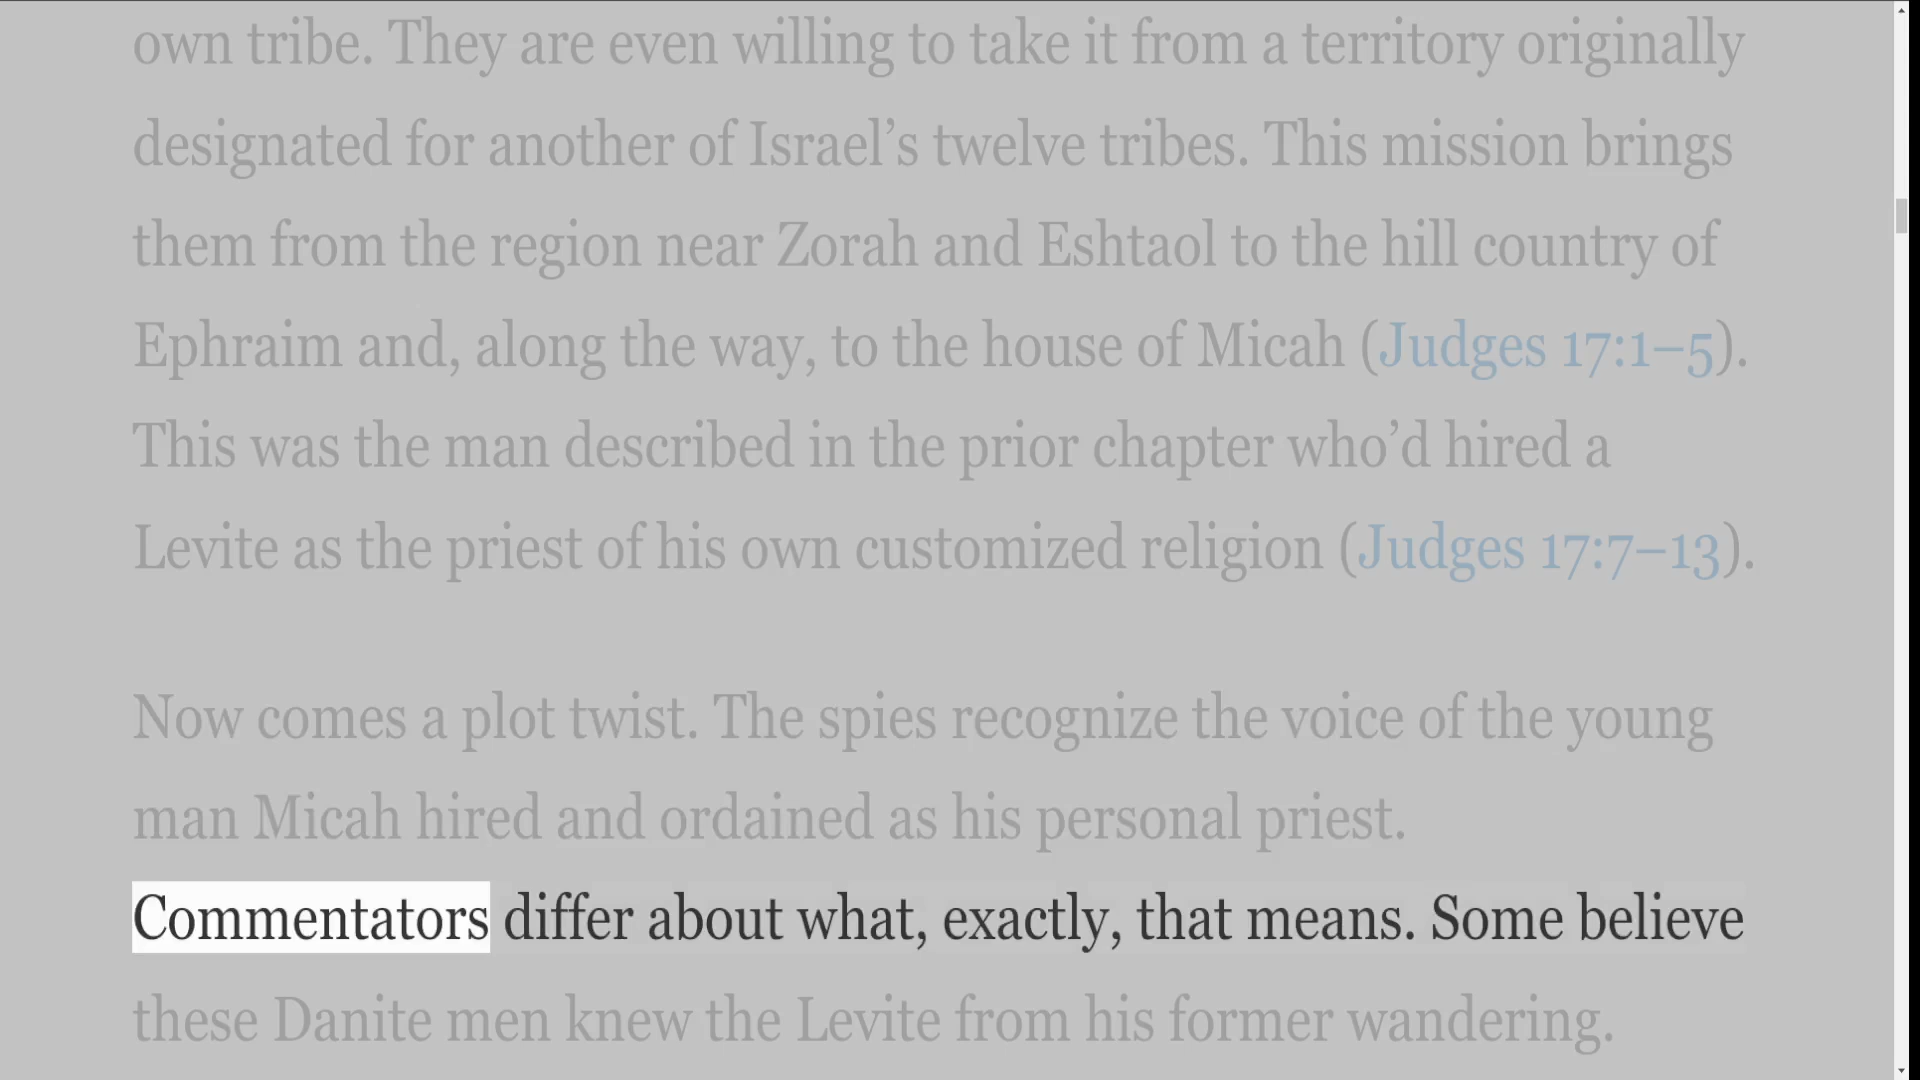 own tribe. They are even willing to take it from a territory originally
designated for another of Israel’s twelve tribes. This mission brings
them from the region near Zorah and Eshtaol to the hill country of
Ephraim and, along the way, to the house of Micah (Judges 17:1–5).
This was the man described in the prior chapter who’d hired a
Levite as the priest of his own customized religion (Judges 17:7–13).
Now comes a plot twist. The spies recognize the voice of the young
man Micah hired and ordained as his personal priest.
Commentators differ about what, exactly, that means. Some believe
these Danite men knew the Levite from his former wandering.